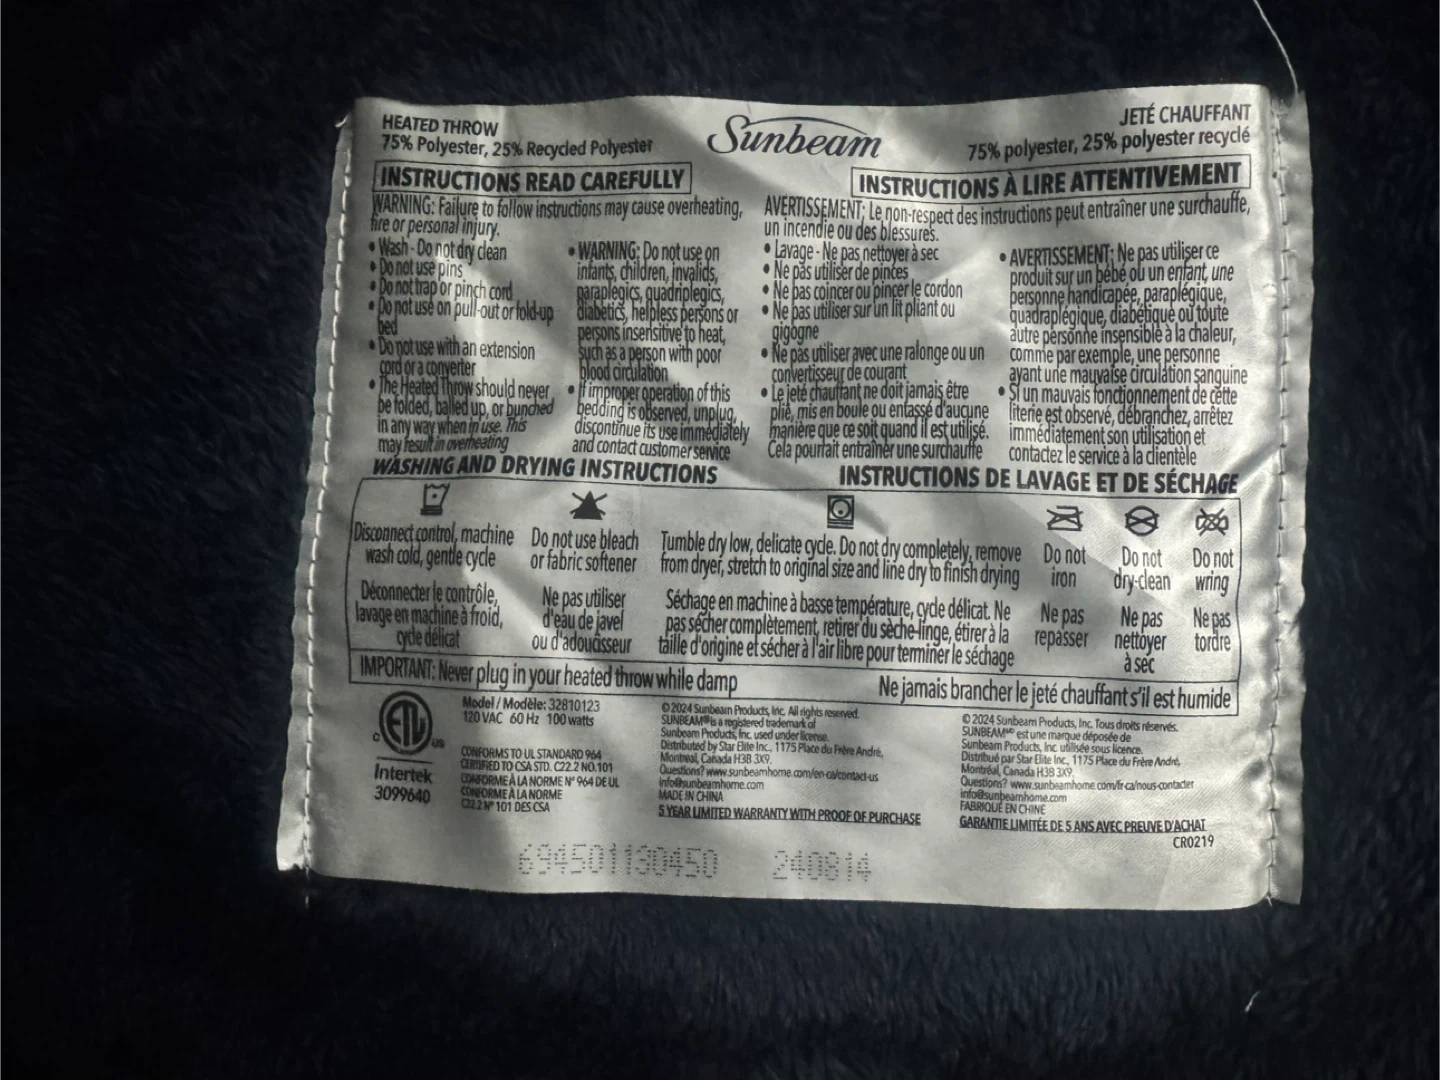 HEATED THROW
75% Polyester, 25% Recycled Polyester
Sunbeam
JETÉ CHAUFFANT
75% polyester, 25% polyester recyclé
INSTRUCTIONS READ CAREFULLY
WARNING: Failure to follow instructions may cause overheating,
fire or personal injury.
• Wash - Do not dry clean
• Do not use pins
• Do not trap or pinch cord
• Do not use on pull-out or fold-up
bed
• Do not use with an extension
cord or a converter
• The Heated Throw should never
be folded, balled up, or bunched
in any way when in use. This
may result in overheating
• WARNING: Do not use on
infants, children, invalids,
paraplegics, quadriplegics,
diabetics, helpless persons or
persons insensitive to heat,
such as a person with poor
blood circulation
• If improper operation of this
bedding is observed, unplug,
discontinue its use immediately
and contact customer service
INSTRUCTIONS À LIRE ATTENTIVEMENT
AVERTISSEMENT: Le non-respect des instructions peut entraîner une surchauffe,
un incendie ou des blessures.
• Lavage - Ne pas nettoyer à sec
• Ne pas utiliser de pinces
• Ne pas coincer ou pincer le cordon
• Ne pas utiliser sur un lit pliant ou
gigogne
• Ne pas utiliser avec une ralonge ou un
convertisseur de courant
• Le jeté chauffant ne doit jamais être
plié, mis en boule ou entassé d'aucune
manière que ce soit quand il est utilisé.
Cela pourrait entraîner une surchauffe
• AVERTISSEMENT: Ne pas utiliser ce
produit sur un bébé ou un enfant, une
personne handicapée, paraplégique,
quadraplégique, diabétique ou toute
autre personne insensible à la chaleur,
comme par exemple, une personne
ayant une mauvaise circulation sanguine
• Si un mauvais fonctionnement de cette
literie est observé, débranchez, arrêtez
immédiatement son utilisation et
contactez le service à la clientèle
WASHING AND DRYING INSTRUCTIONS
INSTRUCTIONS DE LAVAGE ET DE SÉCHAGE
Disconnect control, machine
wash cold, gentle cycle
Do not use bleach
or fabric softener
Tumble dry low, delicate cycle. Do not dry completely, remove
from dryer, stretch to original size and line dry to finish drying
Do not
iron
Do not
dry-clean
Do not
wring
Déconnecter le contrôle,
lavage en machine à froid,
cycle délicat
Ne pas utiliser
d'eau de javel
ou d'adoucisseur
Séchage en machine à basse température, cycle délicat. Ne
pas sécher complètement, retirer du sèche-linge, étirer à la
taille d'origine et sécher à l'air libre pour terminer le séchage
Ne pas
repasser
Ne pas
nettoyer
à sec
Ne pas
tordre
IMPORTANT: Never plug in your heated throw while damp
Ne jamais brancher le jeté chauffant s'il est humide
C ETL US
Intertek
3099640
Model / Modèle: 32810123
120 VAC 60 Hz 100 watts
CONFORMS TO UL STANDARD 964
CERTIFIED TO CSA STD. C22.2 NO.101
CONFORME À LA NORME N° 964 DE UL
CONFORME À LA NORME
C22.2 N° 101 DES CSA
© 2024 Sunbeam Products, Inc. All rights reserved.
SUNBEAM® is a registered trademark of
Sunbeam Products, Inc. used under license.
Distributed by Star Elite Inc., 1175 Place du Frère André,
Montreal, Canada H3B 3X9.
Questions? www.sunbeamhome.com/en-ca/contact-us
info@sunbeamhome.com
MADE IN CHINA
5 YEAR LIMITED WARRANTY WITH PROOF OF PURCHASE
© 2024 Sunbeam Products, Inc. Tous droits réservés.
SUNBEAM est une marque déposée de
Sunbeam Products, Inc. utilisée sous licence.
Distribué par Star Elite Inc., 1175 Place du Frère André,
Montréal, Canada H3B 3X9.
Questions? www.sunbeamhome.com/fr-ca/nous-contacter
info@sunbeamhome.com
FABRIQUÉ EN CHINE
GARANTIE LIMITÉE DE 5 ANS AVEC PREUVE D'ACHAT
CR0219
694501130450 240814